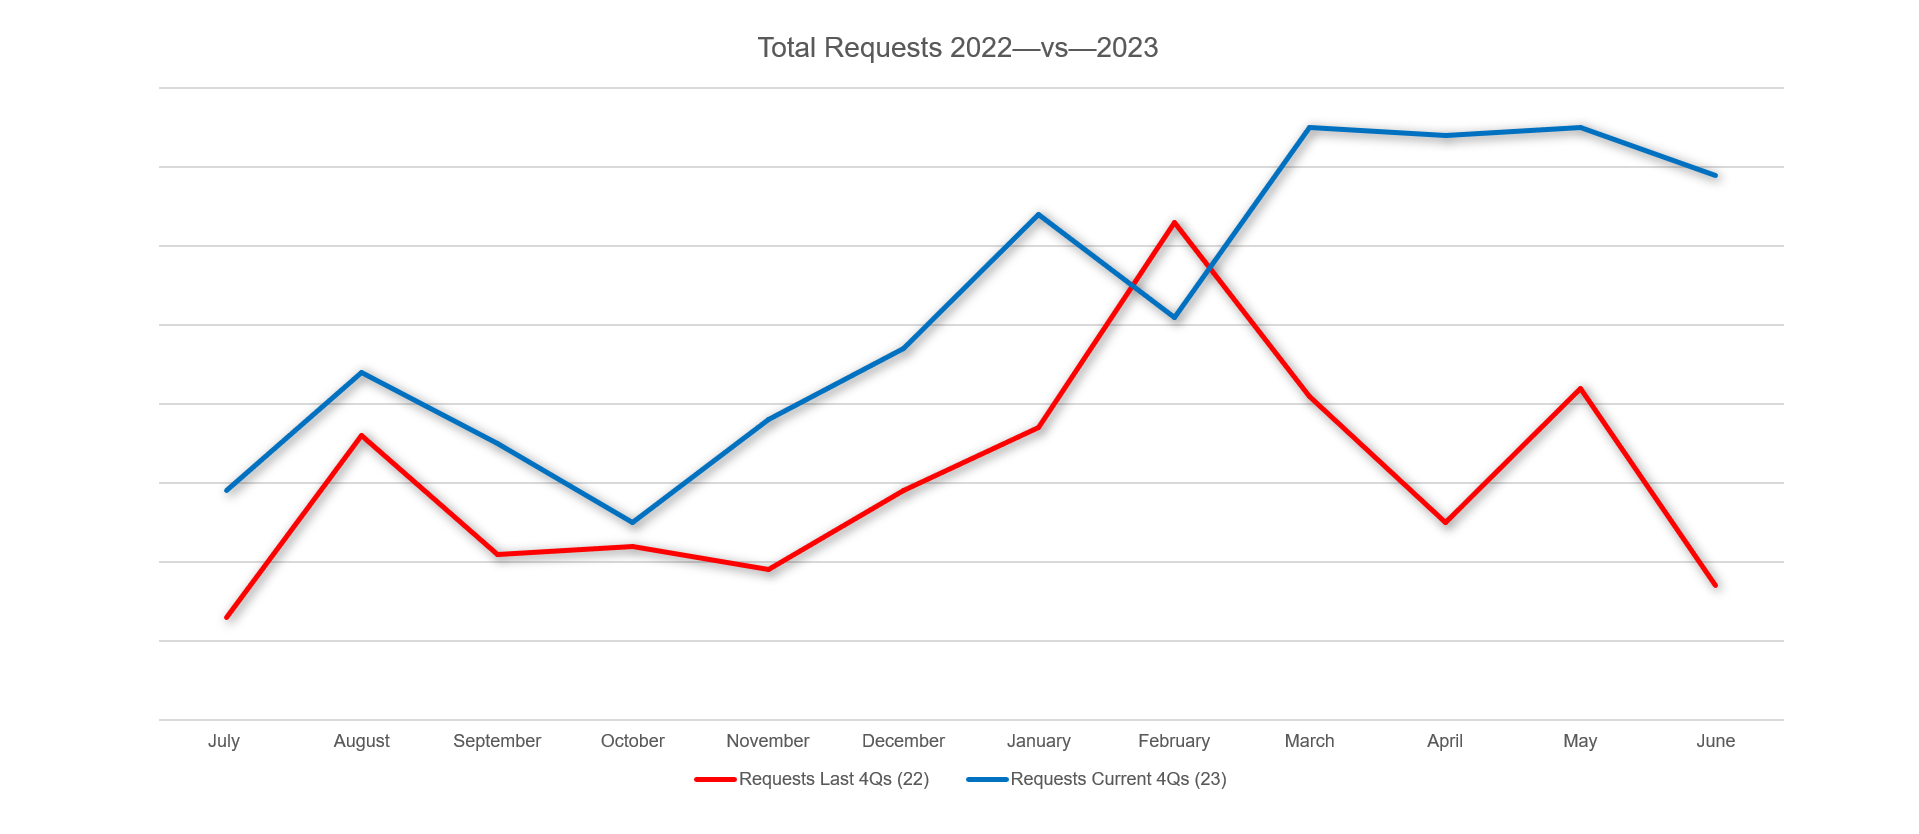 Total Requests 2022—vs—2023
July August September October November December January February March April May June
Requests Last 4Qs (22) Requests Current 4Qs (23)